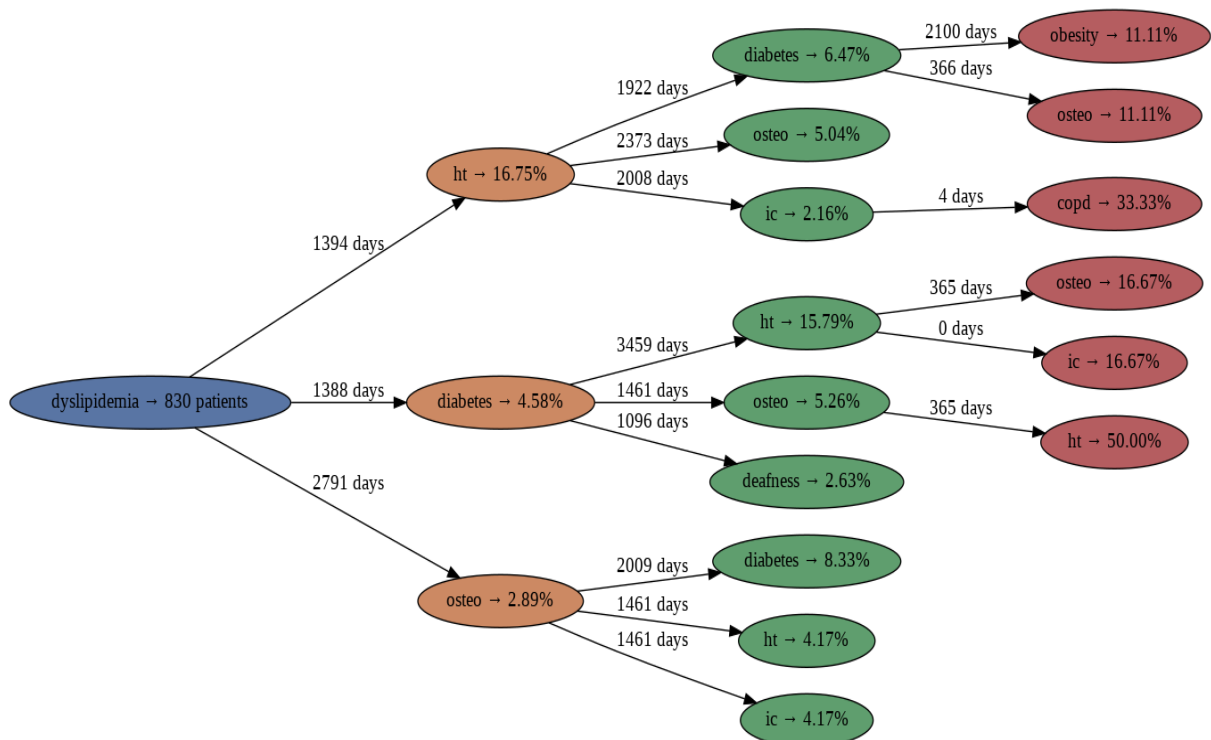 dyslipidemia → 830 patients
1394 days
1388 days
2791 days
ht → 16.75%
1922 days
2373 days
2008 days
diabetes → 6.47%
2100 days
366 days
obesity → 11.11%
osteo → 11.11%
osteo → 5.04%
ic → 2.16%
4 days
copd → 33.33%
diabetes → 4.58%
3459 days
1461 days
1096 days
ht → 15.79%
365 days
0 days
osteo → 16.67%
ic → 16.67%
osteo → 5.26%
365 days
ht → 50.00%
deafness → 2.63%
osteo → 2.89%
2009 days
1461 days
1461 days
diabetes → 8.33%
ht → 4.17%
ic → 4.17%